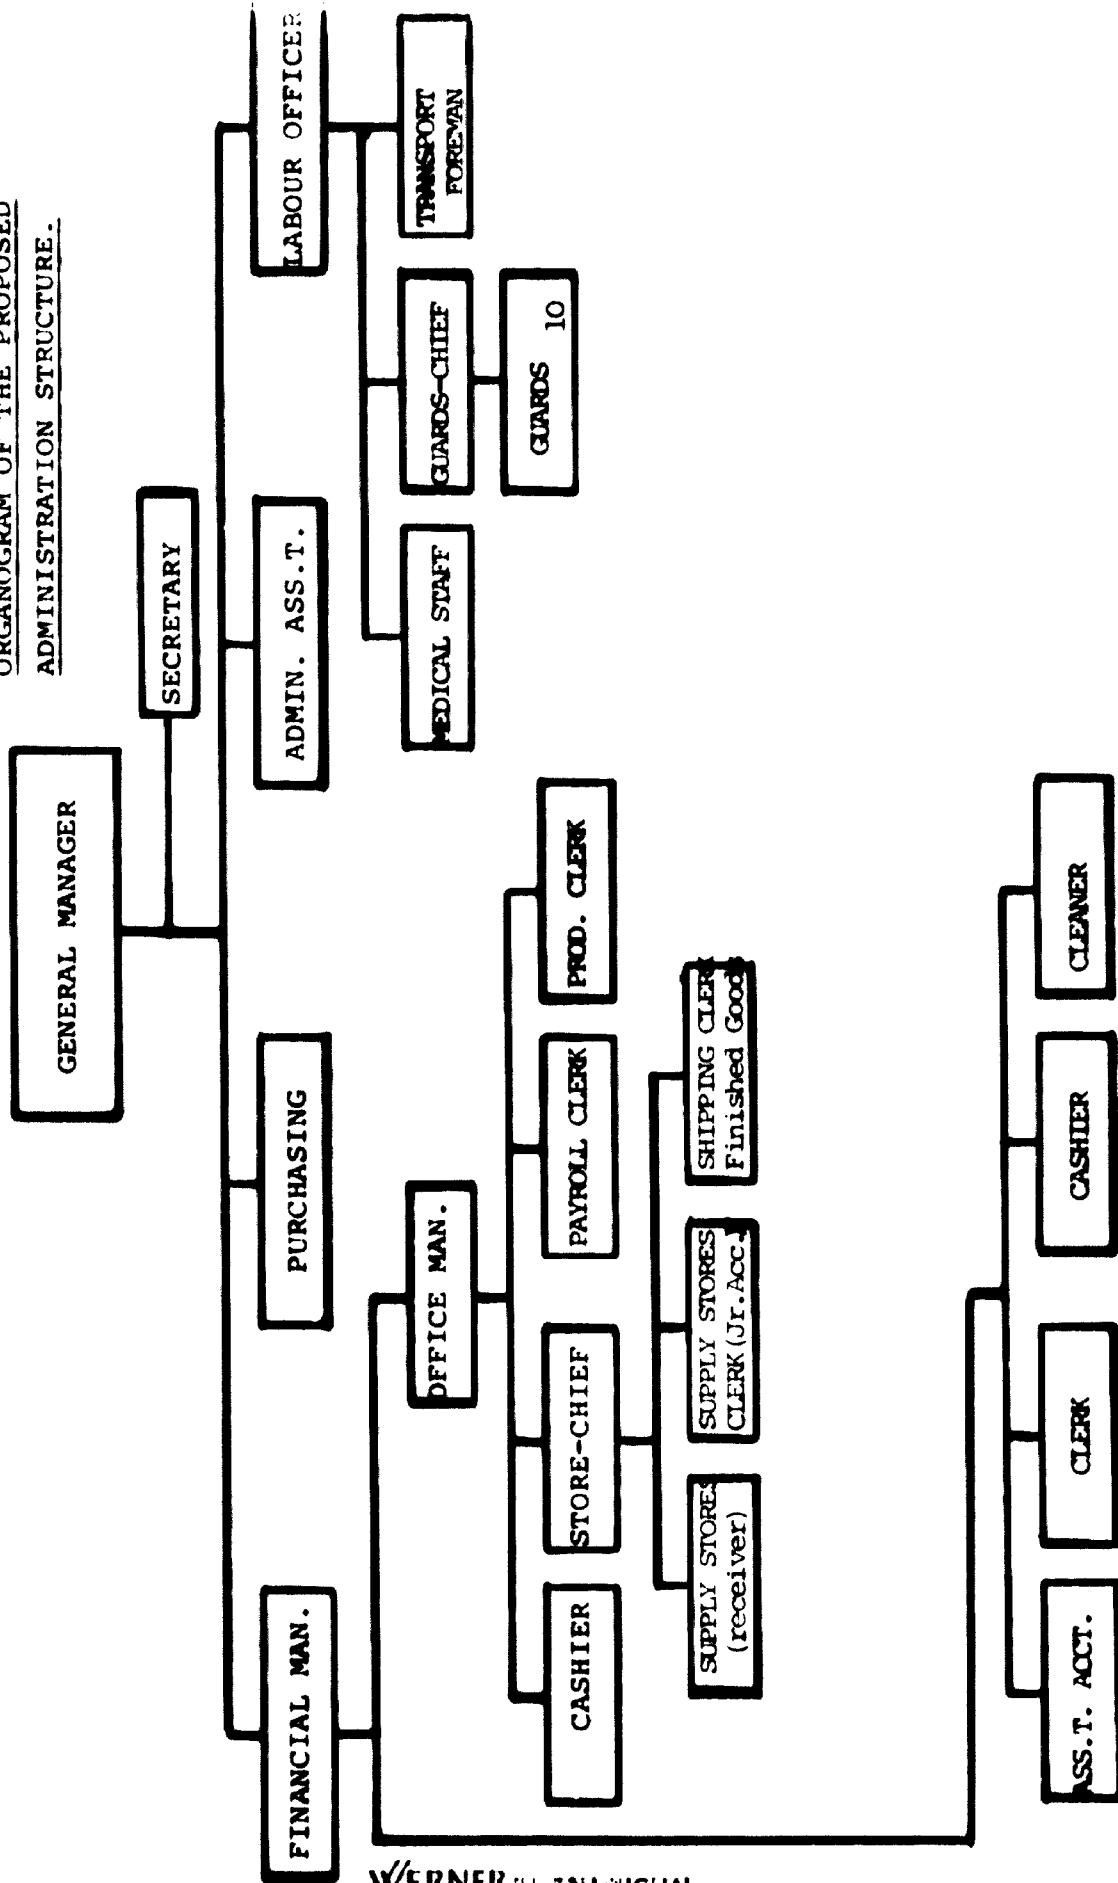 ORGANOGRAM OF THE PROPOSED
ADMINISTRATION STRUCTURE.
GENERAL MANAGER
SECRETARY
FINANCIAL MAN.
PURCHASING
ADMIN. ASS.T.
LABOUR OFFICER
OFFICE MAN.
MEDICAL STAFF
GUARDS-CHIEF
TRANSPORT
FOREMAN
GUARDS 10
CASHIER
STORE-CHIEF
PAYROLL CLERK
PROD. CLERK
SUPPLY STORES
(receiver)
SUPPLY STORES
CLERK(Jr.Acc.)
SHIPPING CLERK
Finished Goods
ASS.T. ACCT.
CLERK
CASHIER
CLEANER
WERNER